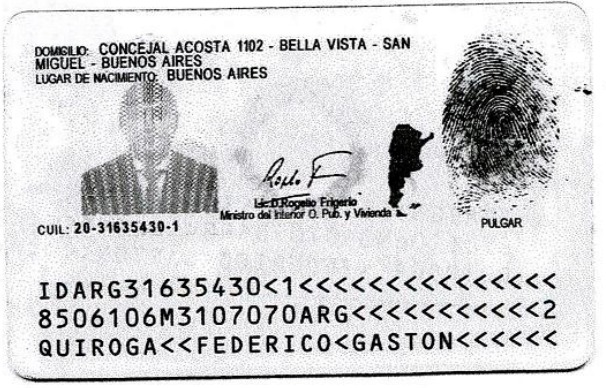 DOMICILIO: CONCEJAL ACOSTA 1102 - BELLA VISTA - SAN
MIGUEL - BUENOS AIRES
LUGAR DE NACIMIENTO: BUENOS AIRES
Lic. D. Rogelio Frigerio
Ministro del Interior O. Pub. y Vivienda
PULGAR
CUIL: 20-31635430-1
IDARG31635430<1<<<<<<<<<<<<<<<
8506106M3107070ARG<<<<<<<<<<<2
QUIROGA<<FEDERICO<GASTON<<<<<<